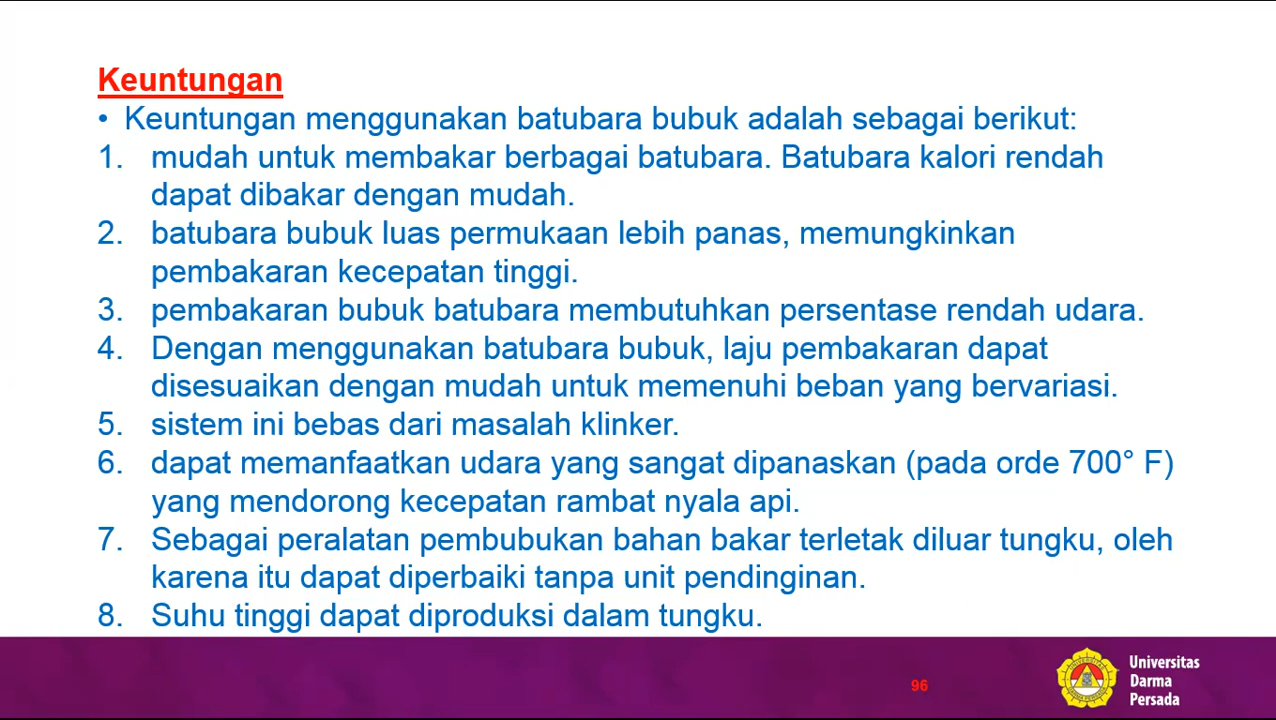 Keuntungan
• Keuntungan menggunakan batubara bubuk adalah sebagai berikut:
1. mudah untuk membakar berbagai batubara. Batubara kalori rendah
dapat dibakar dengan mudah.
2. batubara bubuk luas permukaan lebih panas, memungkinkan
pembakaran kecepatan tinggi.
3. pembakaran bubuk batubara membutuhkan persentase rendah udara.
4. Dengan menggunakan batubara bubuk, laju pembakaran dapat
disesuaikan dengan mudah untuk memenuhi beban yang bervariasi.
5. sistem ini bebas dari masalah klinker.
6. dapat memanfaatkan udara yang sangat dipanaskan (pada orde 700° F)
yang mendorong kecepatan rambat nyala api.
7. Sebagai peralatan pembubukan bahan bakar terletak diluar tungku, oleh
karena itu dapat diperbaiki tanpa unit pendinginan.
8. Suhu tinggi dapat diproduksi dalam tungku.
96
Universitas
Darma
Persada